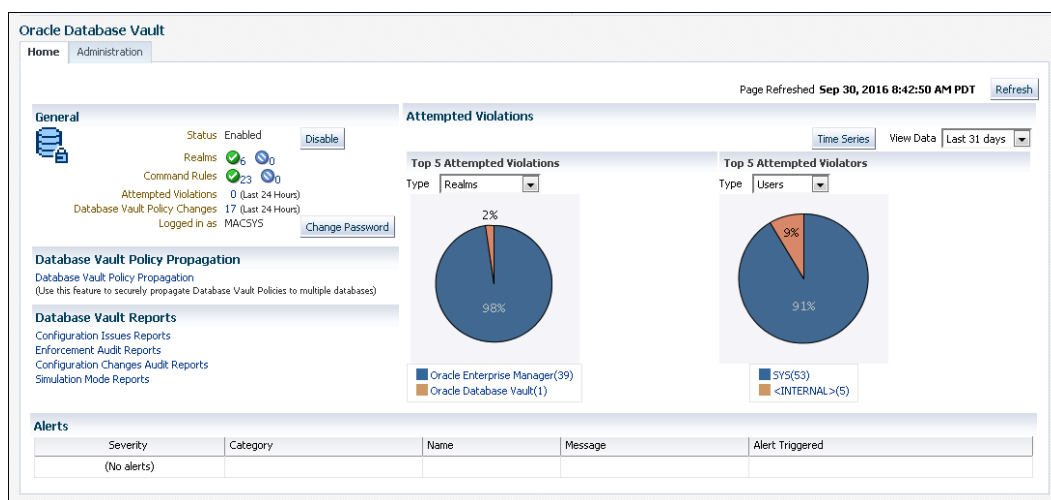 Oracle Database Vault
Home Administration
Page Refreshed Sep 30, 2016 8:42:50 AM PDT Refresh
General
Status Enabled Disable
Realms 6 0
Command Rules 23 0
Attempted Violations 0 (Last 24 Hours)
Database Vault Policy Changes 17 (Last 24 Hours)
Logged in as MACSYS Change Password
Database Vault Policy Propagation
Database Vault Policy Propagation
(Use this feature to securely propagate Database Vault Policies to multiple databases)
Database Vault Reports
Configuration Issues Reports
Enforcement Audit Reports
Configuration Changes Audit Reports
Simulation Mode Reports
Attempted Violations
Time Series View Data Last 31 days
Top 5 Attempted Violations
Type Realms
2%
98%
Oracle Enterprise Manager(39)
Oracle Database Vault(1)
Top 5 Attempted Violators
Type Users
9%
91%
SYS(53)
<INTERNAL>(5)
Alerts
Severity Category Name Message Alert Triggered
(No alerts)